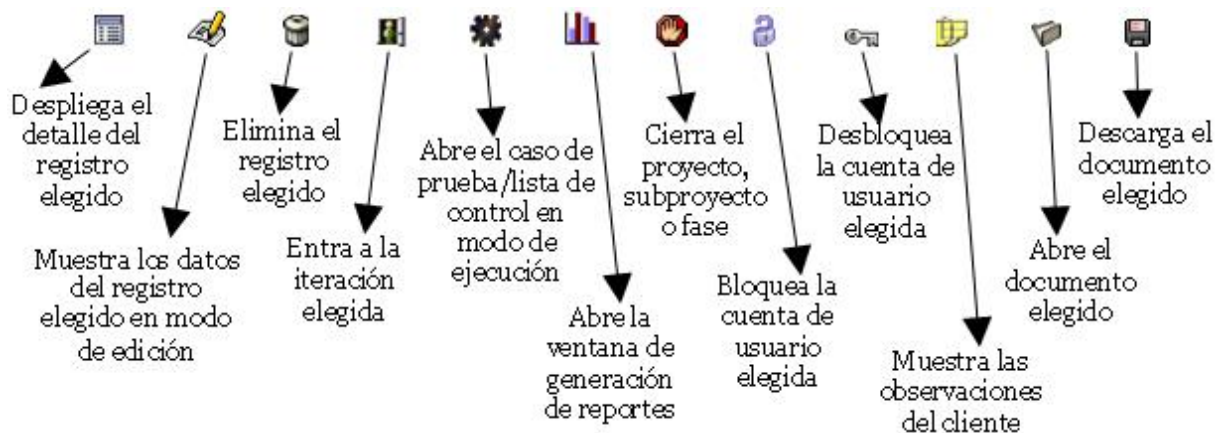 Despliega el
detalle del
registro
elegido
Muestra los datos
del registro
elegido en modo
de edición
Elimina el
registro
elegido
Entra a la
iteración
elegida
Abre el caso de
prueba/lista de
control en
modo de
ejecución
Abre la
ventana de
generación
de reportes
Cierra el
proyecto,
subproyecto
o fase
Bloquea la
cuenta de
usuario
elegida
Desbloquea
la cuenta de
usuario
elegida
Muestra las
observaciones
del cliente
Abre el
documento
elegido
Descarga el
documento
elegido